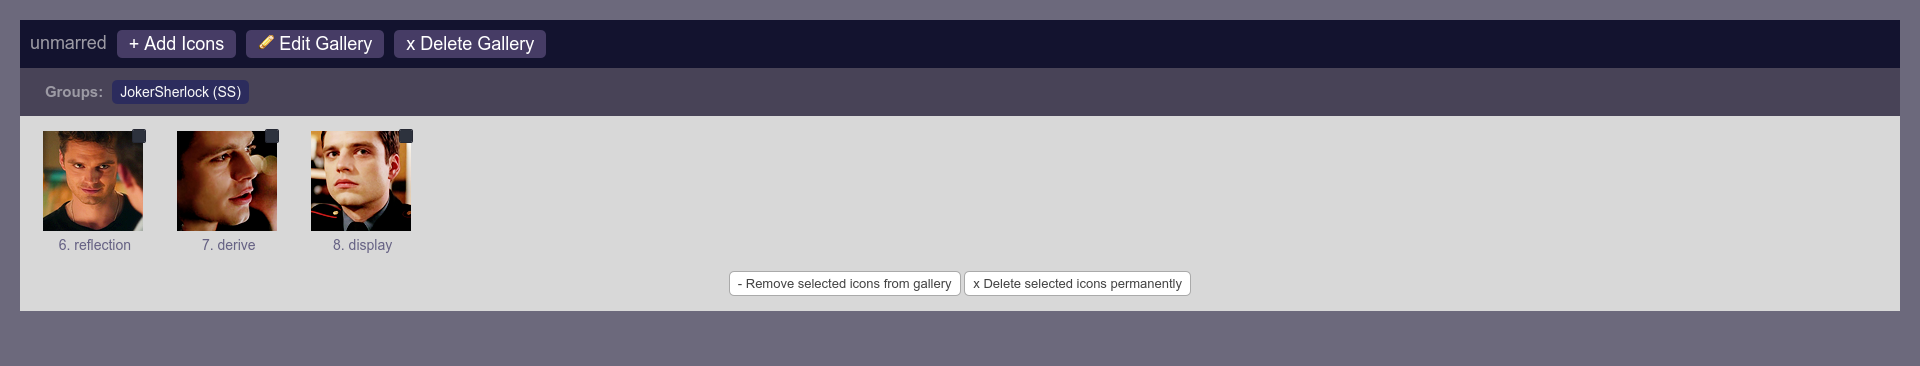 unmarred + Add Icons Edit Gallery x Delete Gallery
Groups: JokerSherlock (SS)
6. reflection 7. derive 8. display
- Remove selected icons from gallery x Delete selected icons permanently